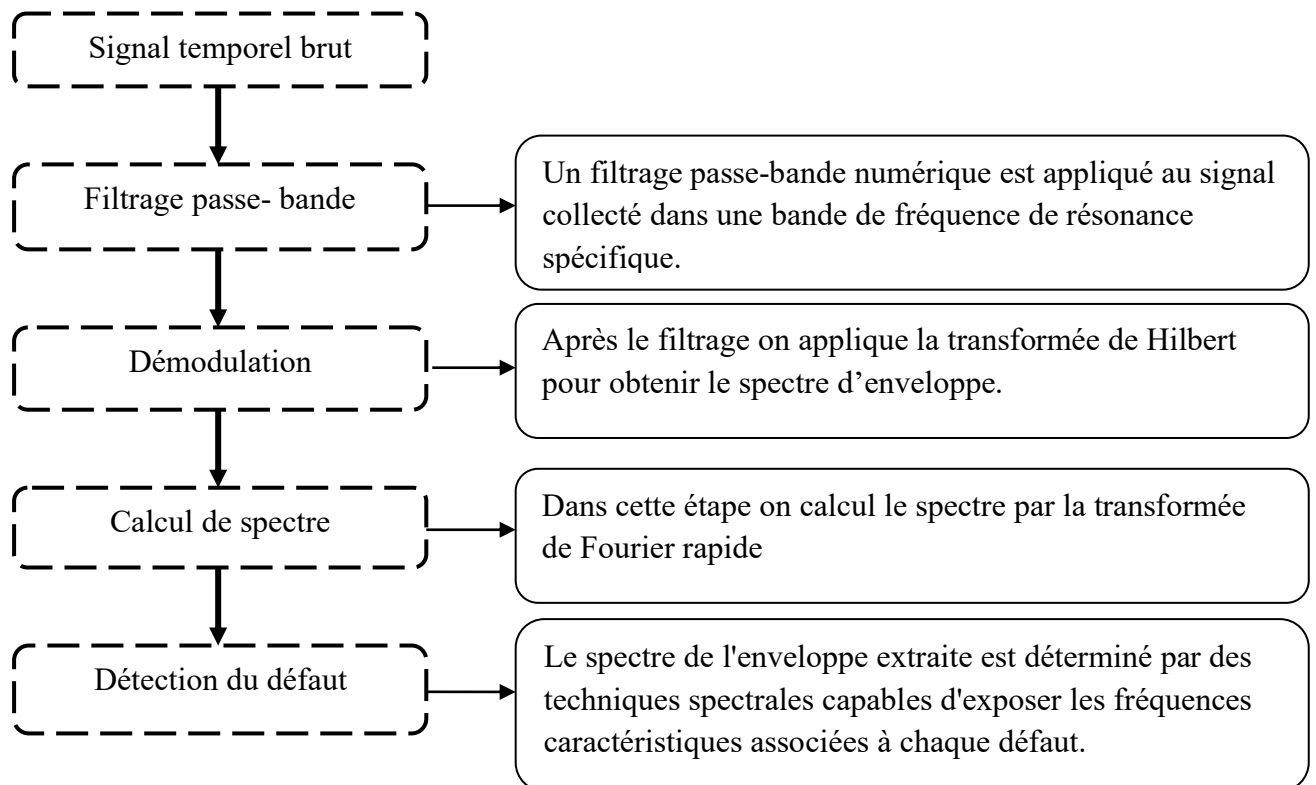 Signal temporel brut
Filtrage passe- bande
Un filtrage passe-bande numérique est appliqué au signal
collecté dans une bande de fréquence de résonance
spécifique.
Démodulation
Après le filtrage on applique la transformée de Hilbert
pour obtenir le spectre d’enveloppe.
Calcul de spectre
Dans cette étape on calcul le spectre par la transformée
de Fourier rapide
Détection du défaut
Le spectre de l'enveloppe extraite est déterminé par des
techniques spectrales capables d'exposer les fréquences
caractéristiques associées à chaque défaut.